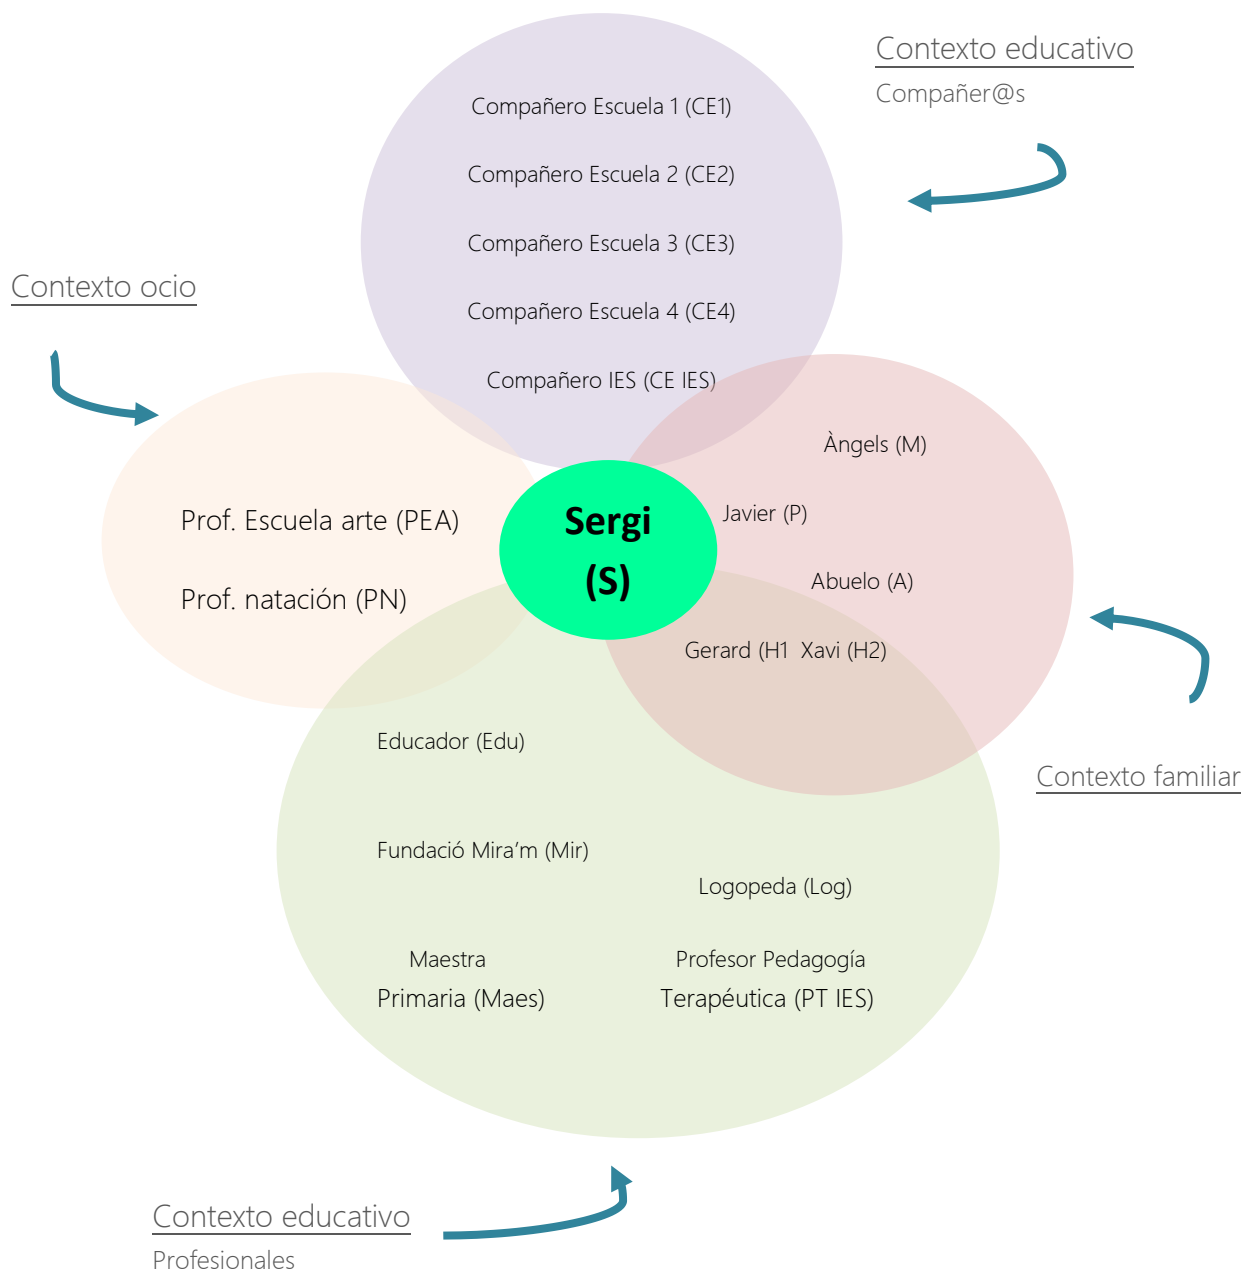 Contexto educativo
Compañer@s
Compañero Escuela 1 (CE1)
Compañero Escuela 2 (CE2)
Compañero Escuela 3 (CE3)
Compañero Escuela 4 (CE4)
Compañero IES (CE IES)
Contexto ocio
Prof. Escuela arte (PEA)
Prof. natación (PN)
Sergi
(S)
Àngels (M)
Javier (P)
Abuelo (A)
Gerard (H1 Xavi (H2)
Contexto familiar
Educador (Edu)
Fundació Mira’m (Mir)
Logopeda (Log)
Maestra
Primaria (Maes)
Profesor Pedagogía
Terapéutica (PT IES)
Contexto educativo
Profesionales